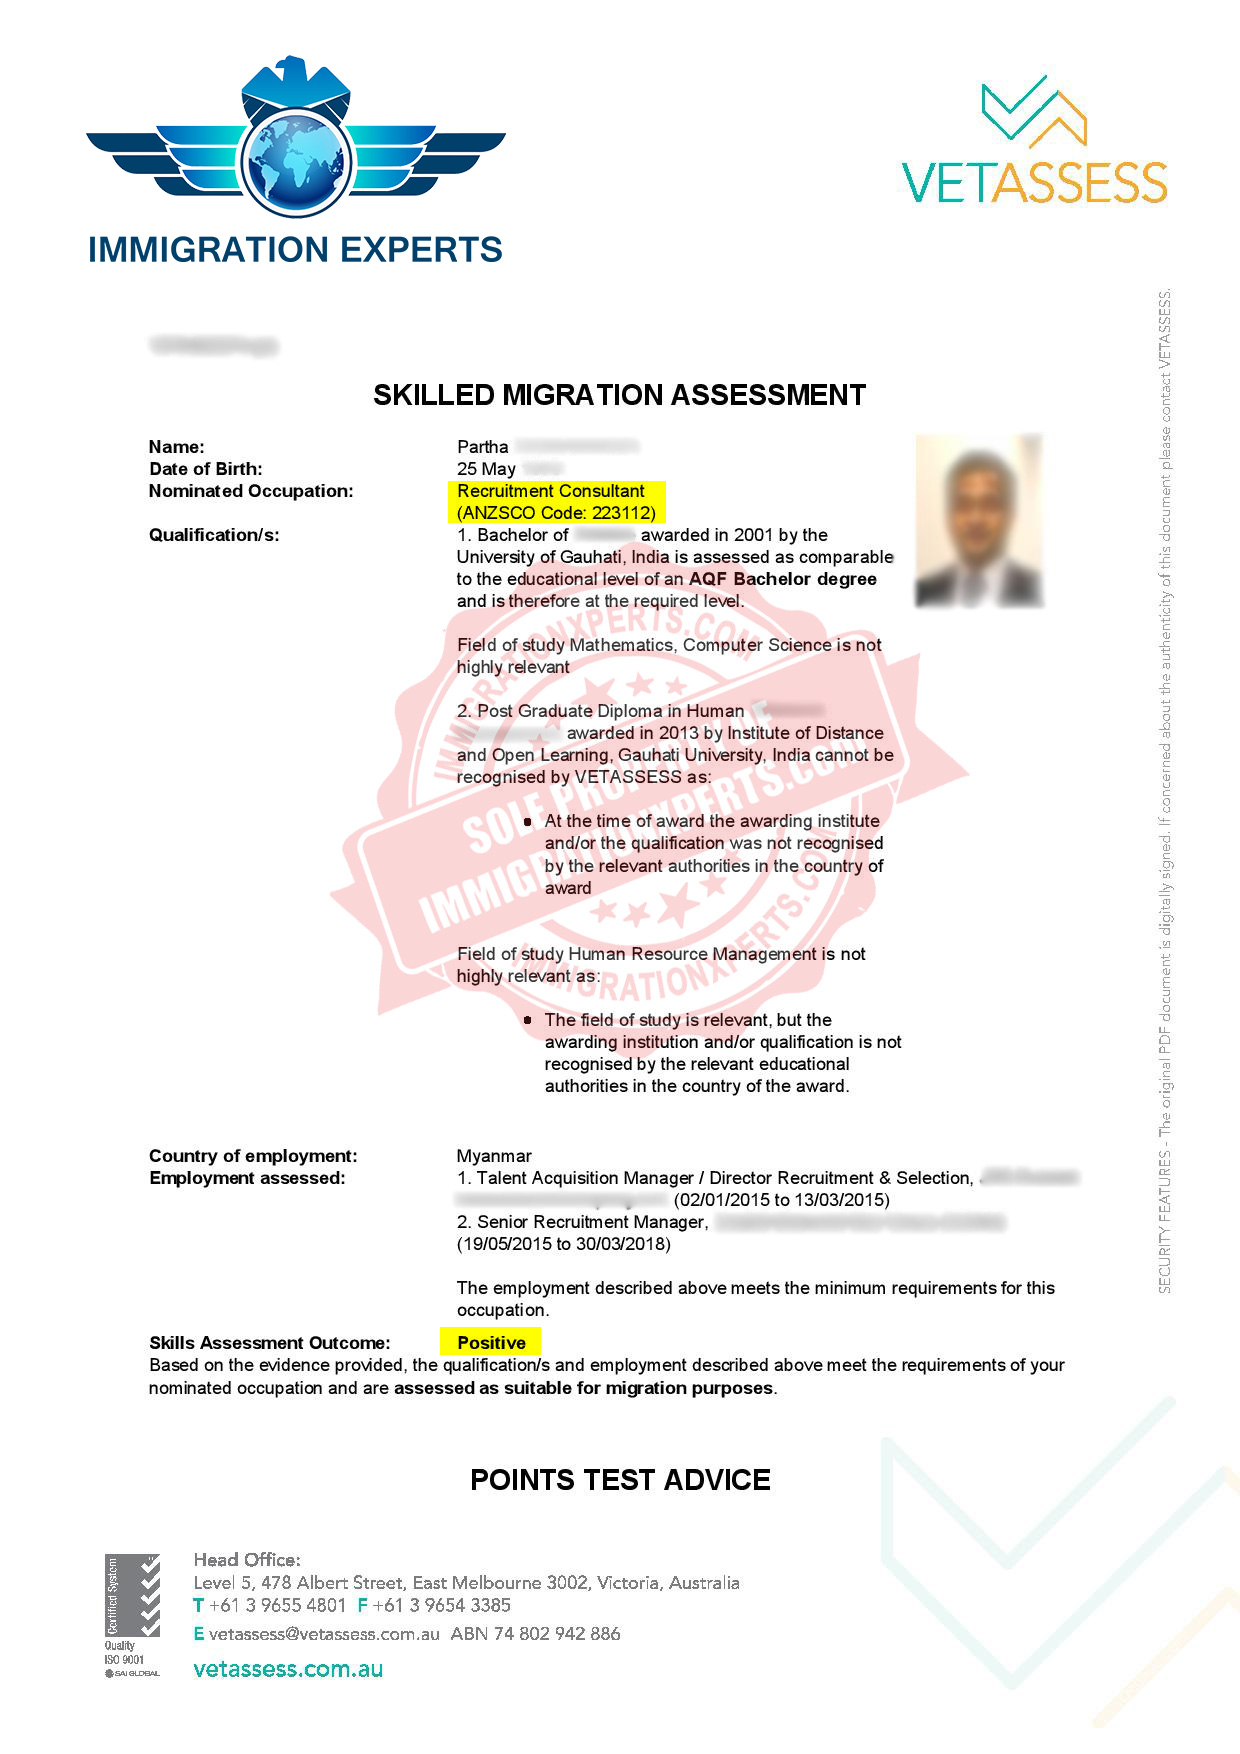 IMMIGRATION EXPERTS
VETASSESS
SKILLED MIGRATION ASSESSMENT
Name: Partha
Date of Birth: 25 May
Nominated Occupation: Recruitment Consultant
(ANZSCO Code: 223112)
Qualification/s: 1. Bachelor of awarded in 2001 by the
University of Gauhati, India is assessed as comparable
to the educational level of an AQF Bachelor degree
and is therefore at the required level.
Field of study Mathematics, Computer Science is not
highly relevant
2. Post Graduate Diploma in Human
awarded in 2013 by Institute of Distance
and Open Learning, Gauhati University, India cannot be
recognised by VETASSESS as:
• At the time of award the awarding institute
and/or the qualification was not recognised
by the relevant authorities in the country of
award
Field of study Human Resource Management is not
highly relevant as:
• The field of study is relevant, but the
awarding institution and/or qualification is not
recognised by the relevant educational
authorities in the country of the award.
IMMIGRATIONXPERTS.COM
SOLE PROPERTY OF
IMMIGRATIONXPERTS.COM
IMMIGRATIONXPERTS.COM
Country of employment: Myanmar
Employment assessed: 1. Talent Acquisition Manager / Director Recruitment & Selection,
(02/01/2015 to 13/03/2015)
2. Senior Recruitment Manager,
(19/05/2015 to 30/03/2018)
The employment described above meets the minimum requirements for this
occupation.
Skills Assessment Outcome: Positive
Based on the evidence provided, the qualification/s and employment described above meet the requirements of your
nominated occupation and are assessed as suitable for migration purposes.
POINTS TEST ADVICE
SECURITY FEATURES - The original PDF document is digitally signed. If concerned about the authenticity of this document please contact VETASSESS.
Certified System
Quality
ISO 9001
SAI GLOBAL
Head Office:
Level 5, 478 Albert Street, East Melbourne 3002, Victoria, Australia
T +61 3 9655 4801 F +61 3 9654 3385
E vetassess@vetassess.com.au ABN 74 802 942 886
vetassess.com.au